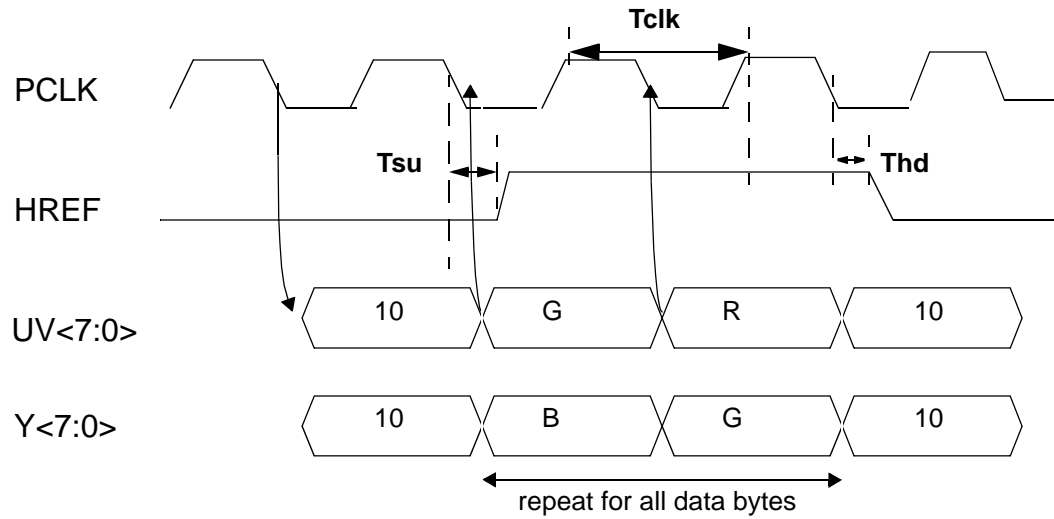 Tclk
PCLK
Tsu
Thd
HREF
UV<7:0> 10 G R 10
Y<7:0> 10 B G 10
repeat for all data bytes